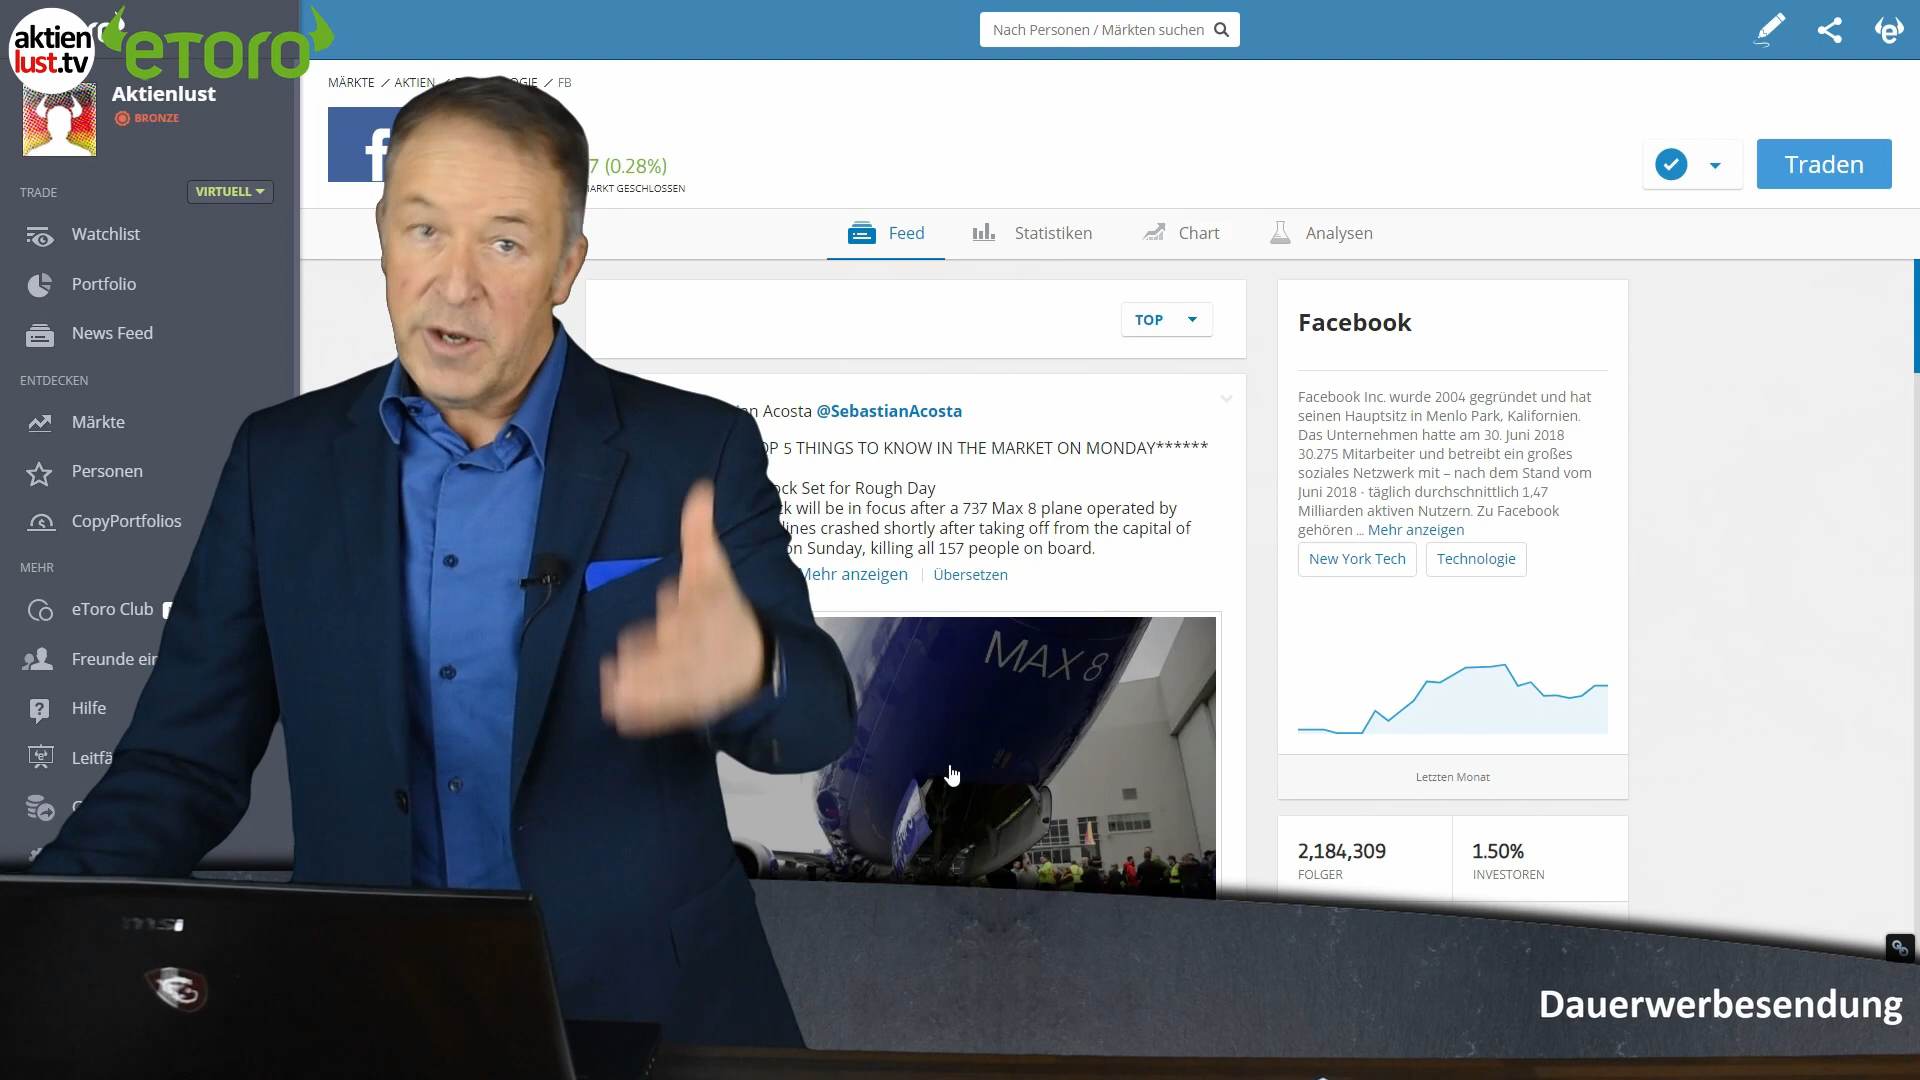 aktien
lust.tv
eToro
Nach Personen / Märkten suchen
Aktienlust
BRONZE
MÄRKTE / AKTIEN / FB
f
7 (0.28%)
MARKT GESCHLOSSEN
Traden
TRADE
VIRTUELL
Watchlist
Portfolio
News Feed
ENTDECKEN
Märkte
Personen
CopyPortfolios
MEHR
eToro Club
Freunde ein
Hilfe
Leitfä
Feed
Statistiken
Chart
Analysen
TOP
an Acosta @SebastianAcosta
OP 5 THINGS TO KNOW IN THE MARKET ON MONDAY******
ock Set for Rough Day
ck will be in focus after a 737 Max 8 plane operated by
lines crashed shortly after taking off from the capital of
on Sunday, killing all 157 people on board.
Mehr anzeigen
Übersetzen
MAX 8
Facebook
Facebook Inc. wurde 2004 gegründet und hat
seinen Hauptsitz in Menlo Park, Kalifornien.
Das Unternehmen hatte am 30. Juni 2018
30.275 Mitarbeiter und betreibt ein großes
soziales Netzwerk mit – nach dem Stand vom
Juni 2018 - täglich durchschnittlich 1,47
Milliarden aktiven Nutzern. Zu Facebook
gehören ... Mehr anzeigen
New York Tech
Technologie
Letzten Monat
2,184,309
FOLGER
1.50%
INVESTOREN
msi
Dauerwerbesendung